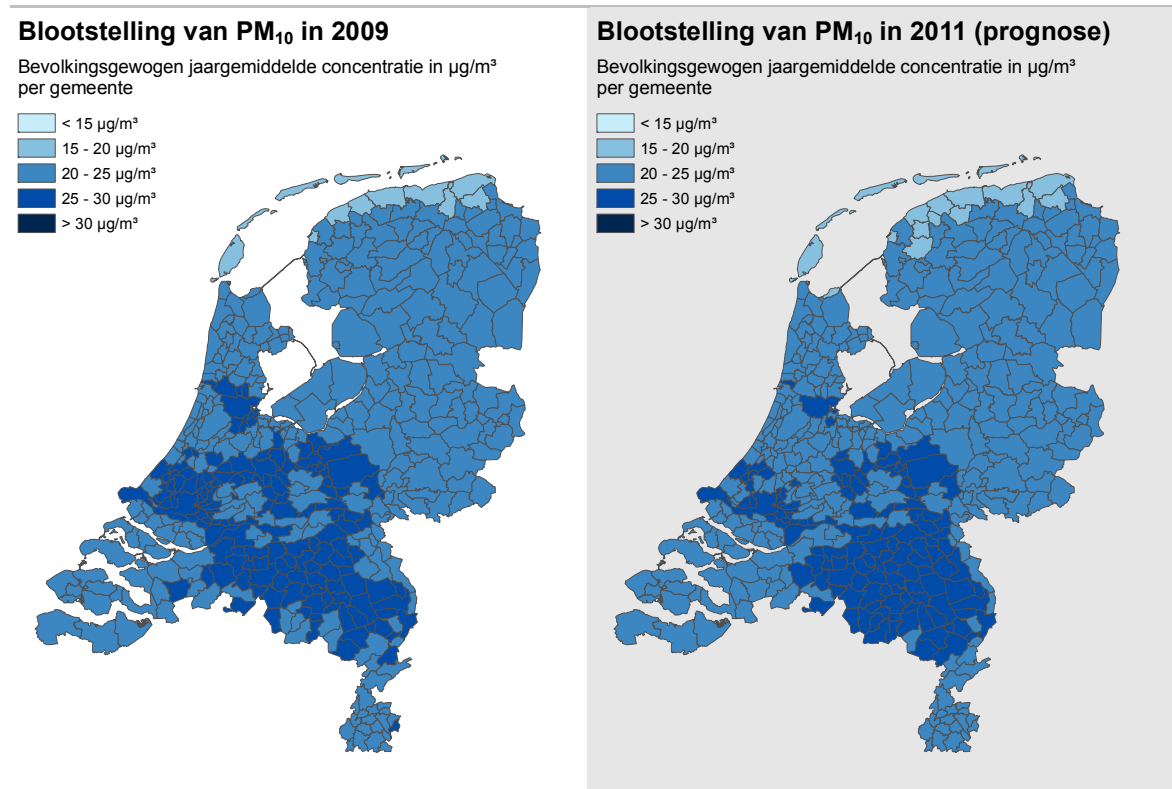 Blootstelling van PM₁₀ in 2009
Bevolkingsgewogen jaargemiddelde concentratie in µg/m³
per gemeente
< 15 µg/m³
15 - 20 µg/m³
20 - 25 µg/m³
25 - 30 µg/m³
> 30 µg/m³
Blootstelling van PM₁₀ in 2011 (prognose)
Bevolkingsgewogen jaargemiddelde concentratie in µg/m³
per gemeente
< 15 µg/m³
15 - 20 µg/m³
20 - 25 µg/m³
25 - 30 µg/m³
> 30 µg/m³